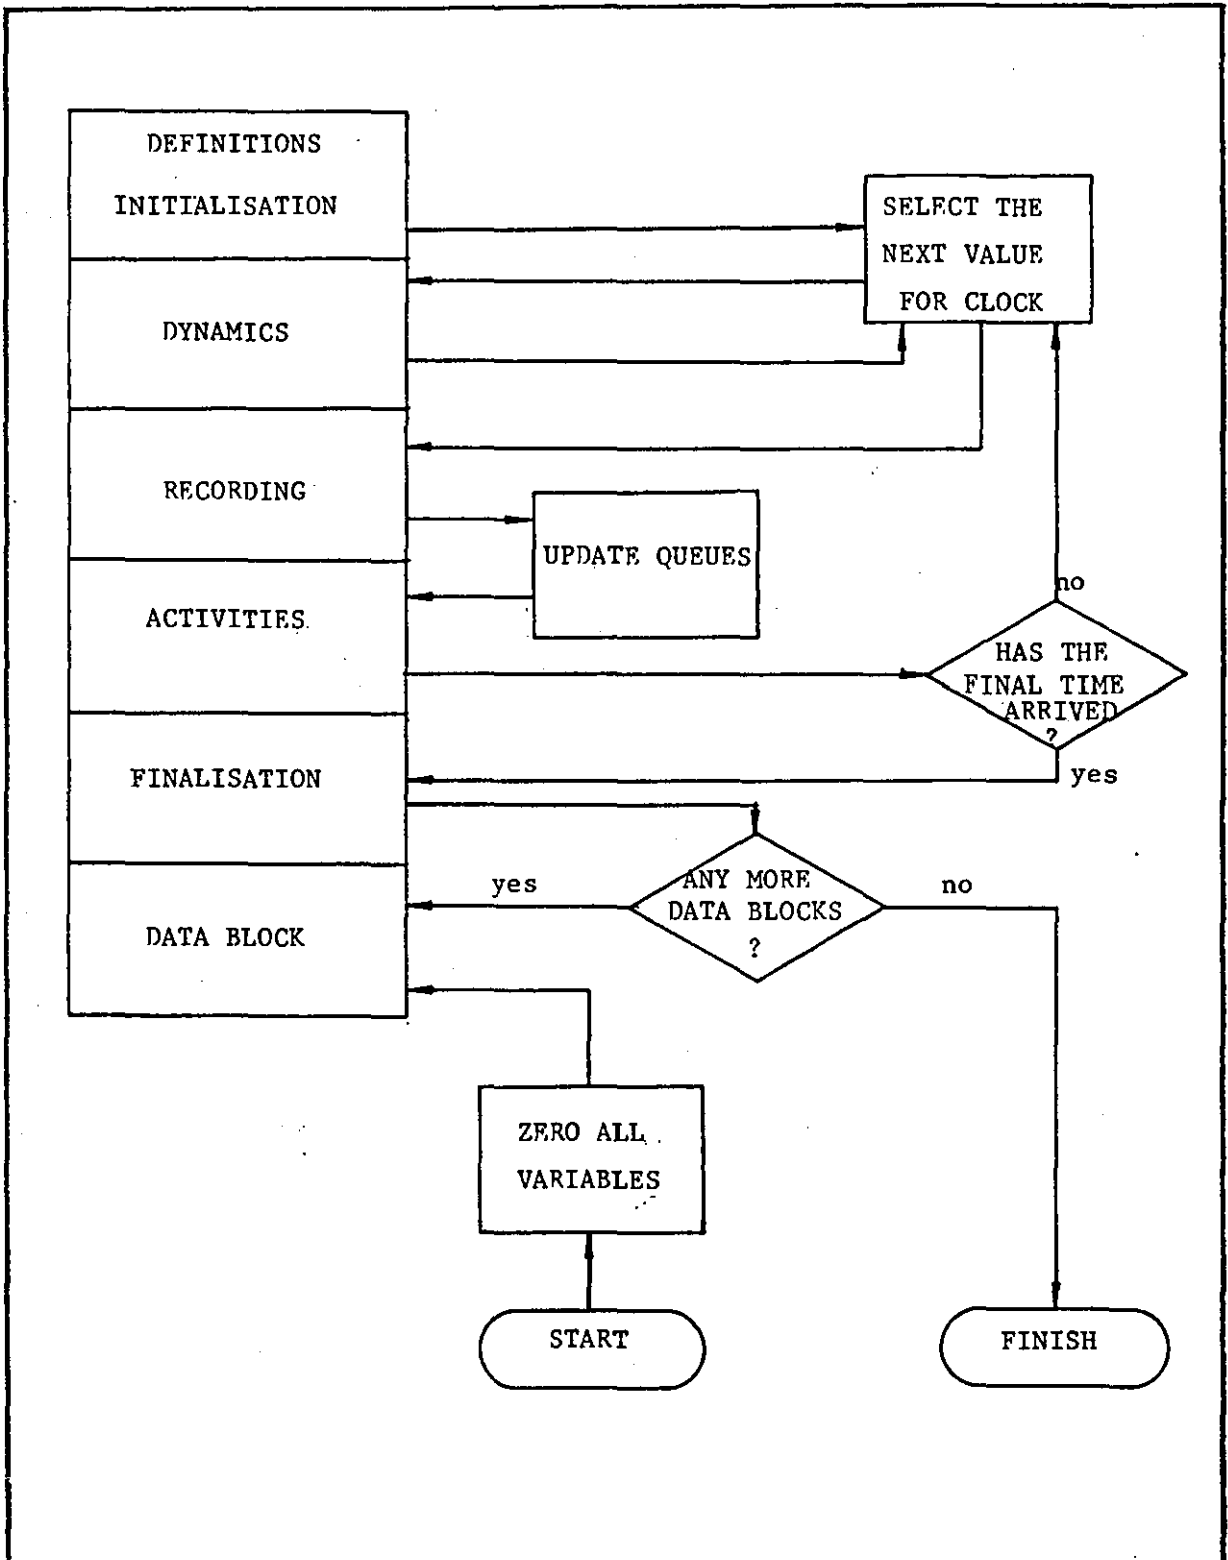 DEFINITIONS
INITIALISATION
SELECT THE
NEXT VALUE
FOR CLOCK
DYNAMICS
RECORDING
UPDATE QUEUES
ACTIVITIES
no
HAS THE
FINAL TIME
ARRIVED
?
yes
FINALISATION
yes
ANY MORE
DATA BLOCKS
?
no
DATA BLOCK
ZERO ALL
VARIABLES
START
FINISH